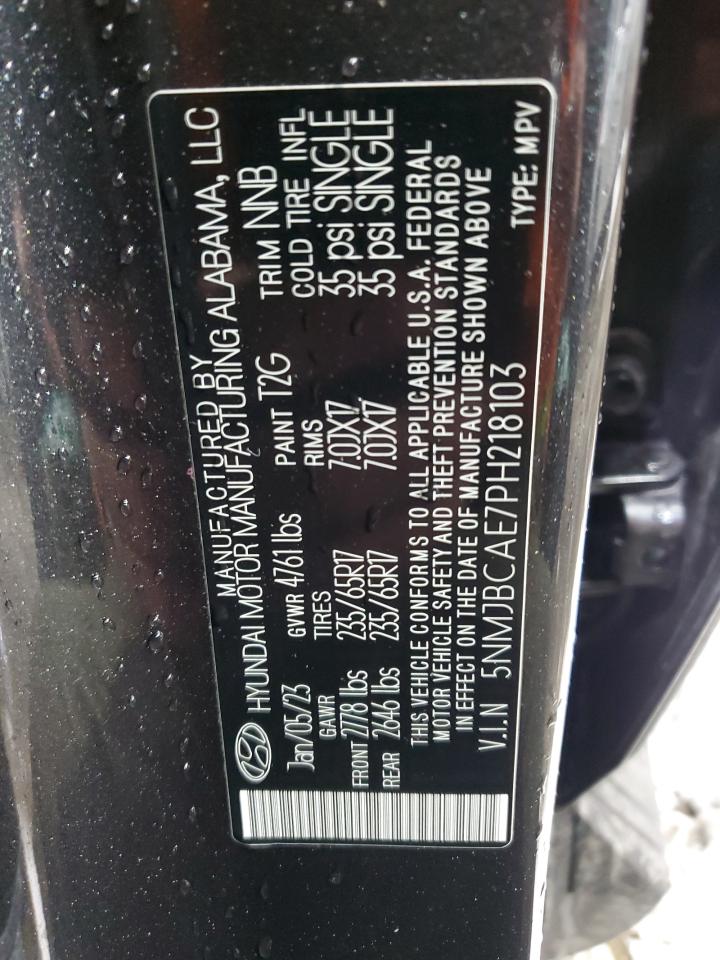 MANUFACTURED BY
HYUNDAI MOTOR MANUFACTURING ALABAMA, LLC
Jan/05/23 GVWR 4761 lbs PAINT T2G TRIM NNB
GAWR TIRES RIMS COLD TIRE INFL
FRONT 2778 lbs 235/65R17 7.0JX17 35 psi SINGLE
REAR 2646 lbs 235/65R17 7.0JX17 35 psi SINGLE
THIS VEHICLE CONFORMS TO ALL APPLICABLE U.S.A. FEDERAL
MOTOR VEHICLE SAFETY AND THEFT PREVENTION STANDARDS
IN EFFECT ON THE DATE OF MANUFACTURE SHOWN ABOVE
V.I.N 5NMJBCAE7PH218103 TYPE: MPV